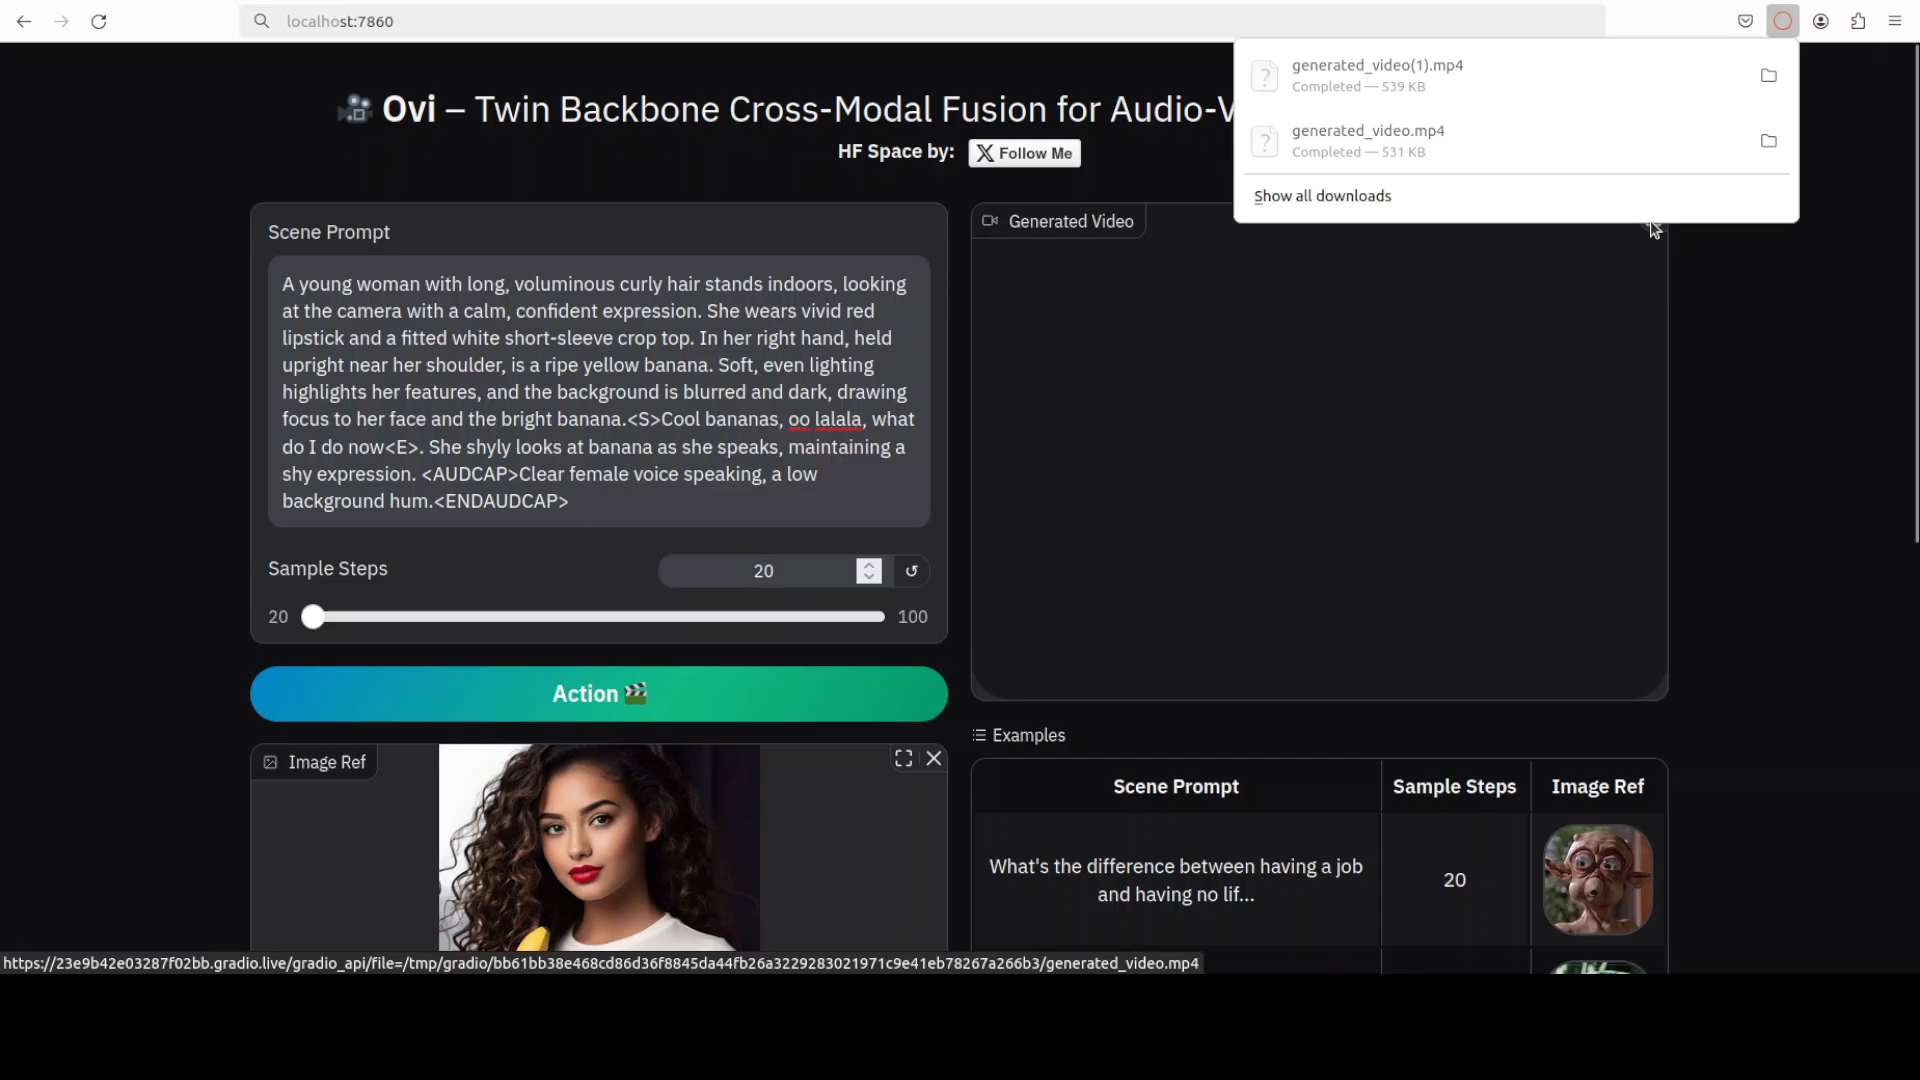 localhost:7860
generated_video(1).mp4
Completed — 539 KB
generated_video.mp4
Completed — 531 KB
Show all downloads
Ovi – Twin Backbone Cross-Modal Fusion for Audio-V
HF Space by: X Follow Me
Scene Prompt
A young woman with long, voluminous curly hair stands indoors, looking
at the camera with a calm, confident expression. She wears vivid red
lipstick and a fitted white short-sleeve crop top. In her right hand, held
upright near her shoulder, is a ripe yellow banana. Soft, even lighting
highlights her features, and the background is blurred and dark, drawing
focus to her face and the bright banana.<S>Cool bananas, oo lalala, what
do I do now<E>. She shyly looks at banana as she speaks, maintaining a
shy expression. <AUDCAP>Clear female voice speaking, a low
background hum.<ENDAUDCAP>
Sample Steps
20
20
100
Action
Image Ref
Generated Video
Examples
Scene Prompt Sample Steps Image Ref
What's the difference between having a job
and having no lif...
20
https://23e9b42e03287f02bb.gradio.live/gradio_api/file=/tmp/gradio/bb61bb38e468cd86d36f8845da44fb26a3229283021971c9e41eb78267a266b3/generated_video.mp4